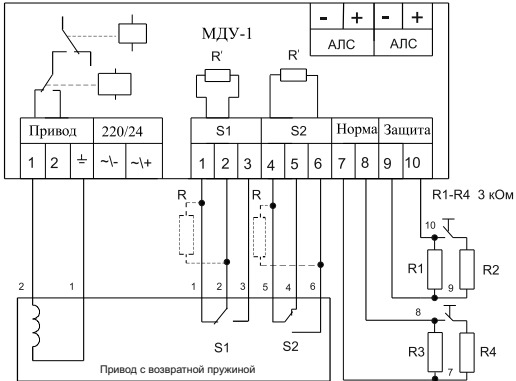 - + - +
МДУ-1
АЛС АЛС
R' R'
Привод 220/24 S1 S2 Норма Защита
1 2 ⏚ ~\- ~\+ 1 2 3 4 5 6 7 8 9 10
R R
R1-R4 3 кОм
10
R1 R2
9
2 1 1 2 3 5 4 6
8
S1 S2
R3 R4
7
Привод с возвратной пружиной